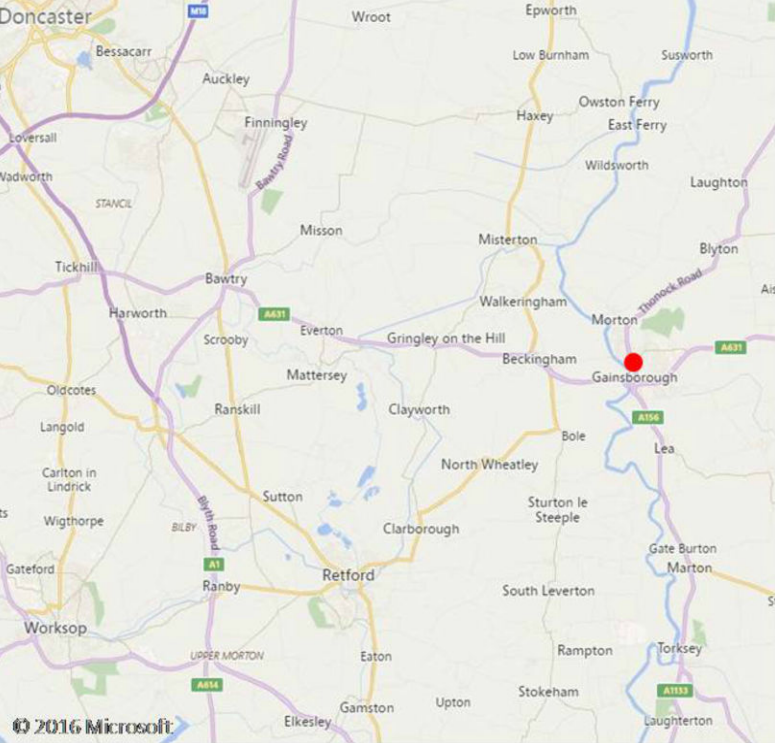 Doncaster
M18
Wroot
Epworth
Bessacarr
Low Burnham
Susworth
Auckley
Owston Ferry
Finningley
Haxey
East Ferry
Loversall
Bawtry Road
Wildsworth
Wadworth
Laughton
STANCIL
Misson
Misterton
Blyton
Tickhill
Bawtry
Thonock Road
Walkeringham
Harworth
A631
Morton
Everton
Scrooby
Gringley on the Hill
A631
Beckingham
Mattersey
Gainsborough
Oldcotes
Ranskill
Clayworth
A156
Langold
Bole
Lea
Carlton in
Lindrick
North Wheatley
Sutton
Sturton le
Steeple
Wigthorpe
Blyth Road
BILBY
Clarborough
Gate Burton
A1
Gateford
Retford
Marton
Ranby
South Leverton
Worksop
UPPER MORTON
Eaton
Rampton
Torksey
A614
Stokeham
A1133
Gamston
Upton
Elkesley
Laughterton
© 2016 Microsoft